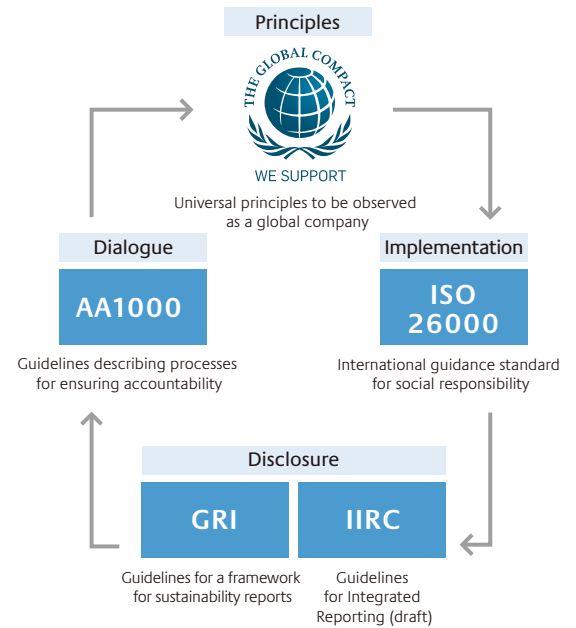 Principles
THE GLOBAL COMPACT
WE SUPPORT
Universal principles to be observed
as a global company
Dialogue
AA1000
Guidelines describing processes
for ensuring accountability
Implementation
ISO
26000
International guidance standard
for social responsibility
Disclosure
GRI
Guidelines for a framework
for sustainability reports
IIRC
Guidelines
for Integrated
Reporting (draft)